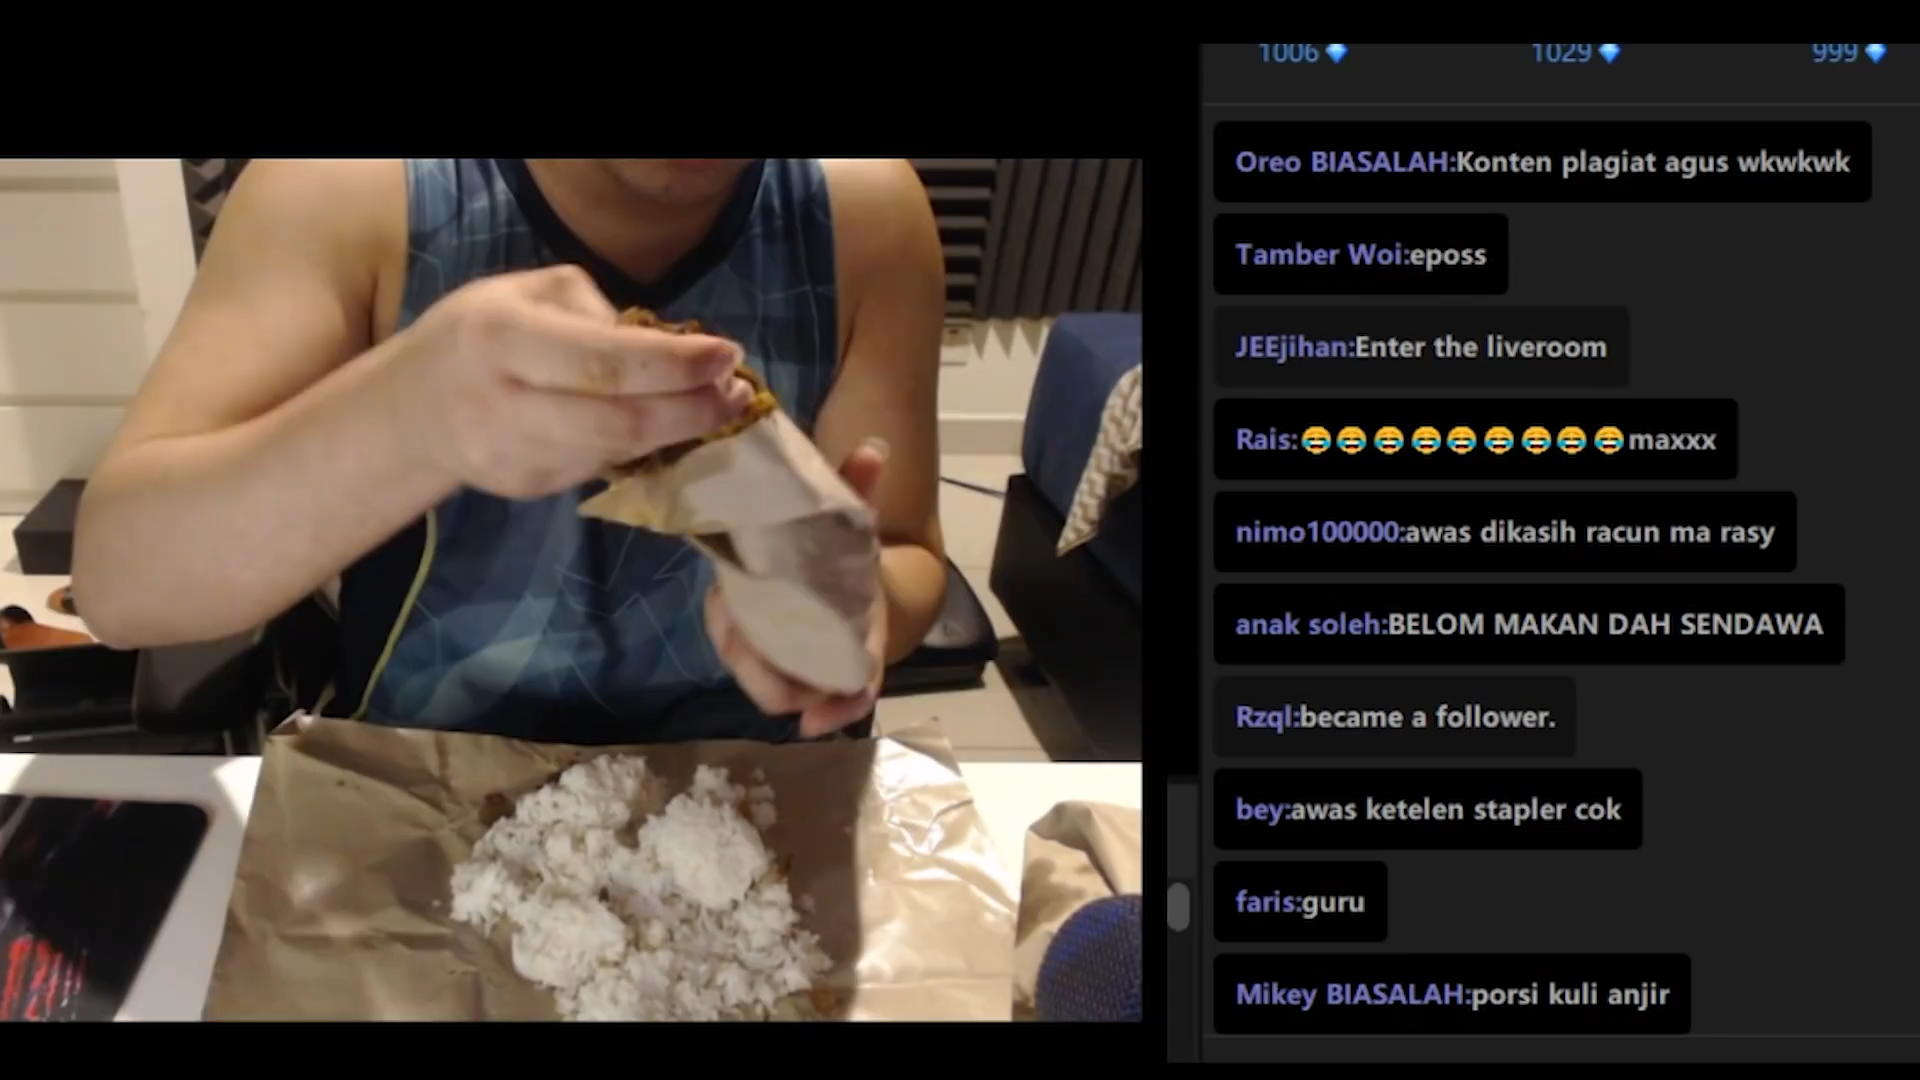 1006 1029 999
Oreo BIASALAH:Konten plagiat agus wkwkwk
Tamber Woi:eposs
JEEjihan:Enter the liveroom
Rais:😂😂😂😂😂😂😂😂😂maxxx
nimo100000:awas dikasih racun ma rasy
anak soleh:BELOM MAKAN DAH SENDAWA
Rzql:became a follower.
bey:awas ketelen stapler cok
faris:guru
Mikey BIASALAH:porsi kuli anjir